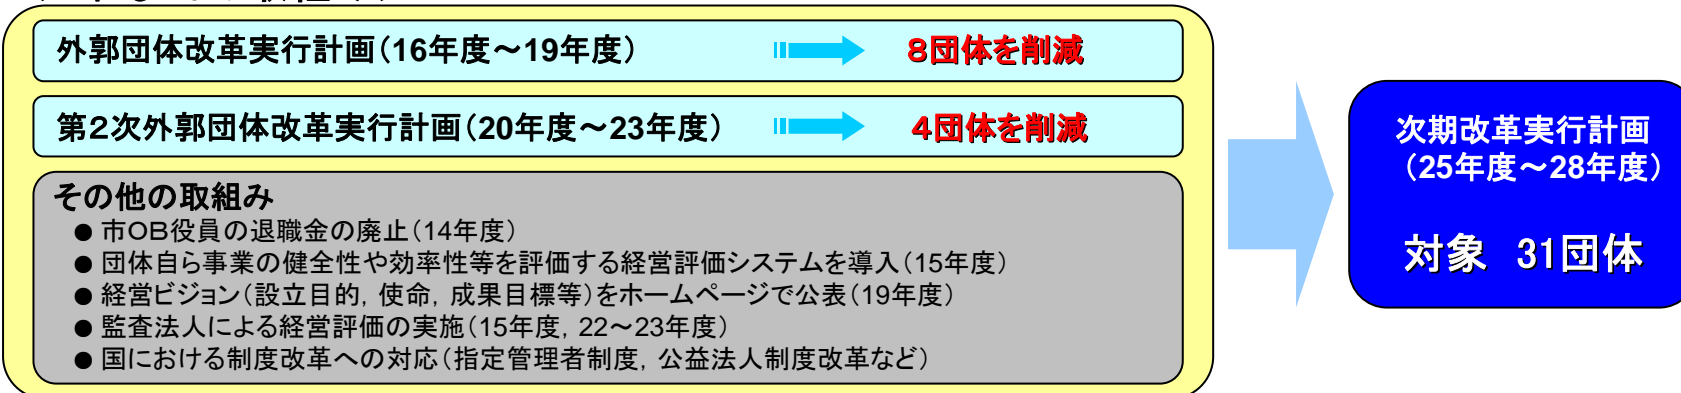 外郭団体改革実行計画（16年度～19年度）
８団体を削減
第２次外郭団体改革実行計画（20年度～23年度）
４団体を削減
その他の取組み
● 市ＯＢ役員の退職金の廃止（14年度）
● 団体自ら事業の健全性や効率性等を評価する経営評価システムを導入（15年度）
● 経営ビジョン（設立目的，使命，成果目標等）をホームページで公表（19年度）
● 監査法人による経営評価の実施（15年度，22～23年度）
● 国における制度改革への対応（指定管理者制度，公益法人制度改革など）
次期改革実行計画
（25年度～28年度）
対象　31団体